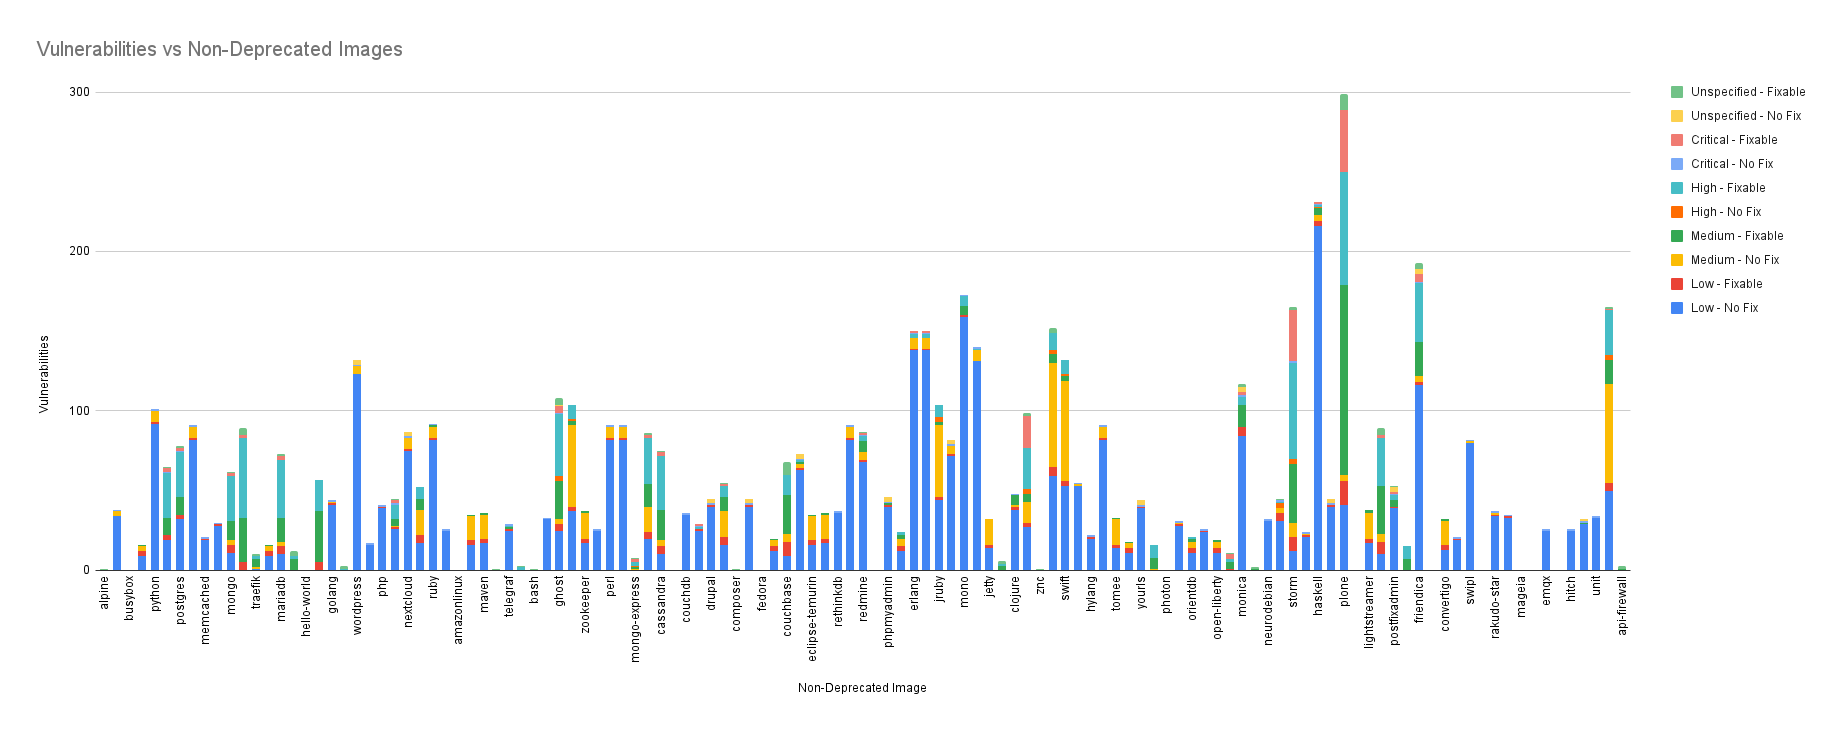 Vulnerabilities vs Non-Deprecated Images
300
200
100
0
Vulnerabilities
Unspecified - Fixable
Unspecified - No Fix
Critical - Fixable
Critical - No Fix
High - Fixable
High - No Fix
Medium - Fixable
Medium - No Fix
Low - Fixable
Low - No Fix
alpine
busybox
python
postgres
memcached
mongo
traefik
mariadb
hello-world
golang
wordpress
php
nextcloud
ruby
amazonlinux
maven
telegraf
bash
ghost
zookeeper
perl
mongo-express
cassandra
couchdb
drupal
composer
fedora
couchbase
eclipse-temurin
rethinkdb
redmine
phpmyadmin
erlang
jruby
mono
jetty
clojure
znc
swift
hylang
tomee
yourls
photon
orientdb
open-liberty
monica
neurodebian
storm
haskell
plone
lightstreamer
postfixadmin
friendica
convertigo
swipl
rakudo-star
mageia
emqx
hitch
unit
api-firewall
Non-Deprecated Image